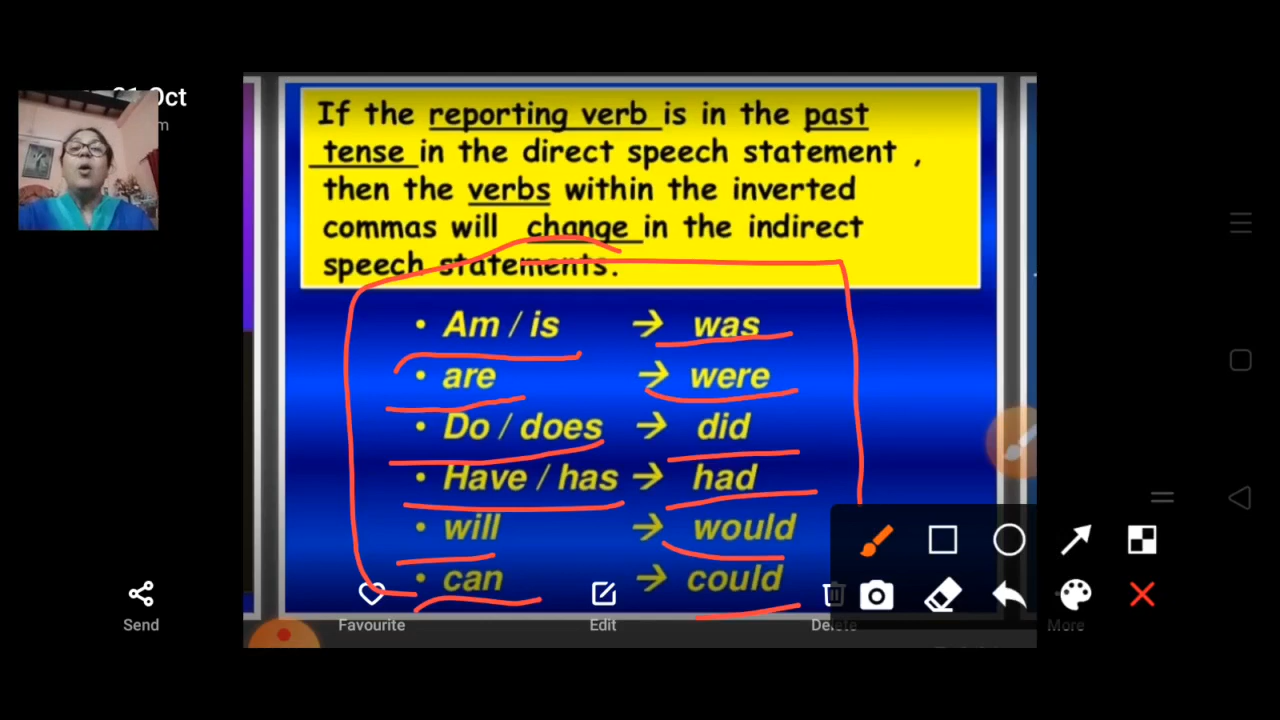 Oct
If the reporting verb is in the past
tense in the direct speech statement ,
then the verbs within the inverted
commas will change in the indirect
speech statements.
• Am / is → was
• are → were
• Do / does → did
• Have / has → had
• will → would
• can → could
Send
Favourite
Edit
Delete
More